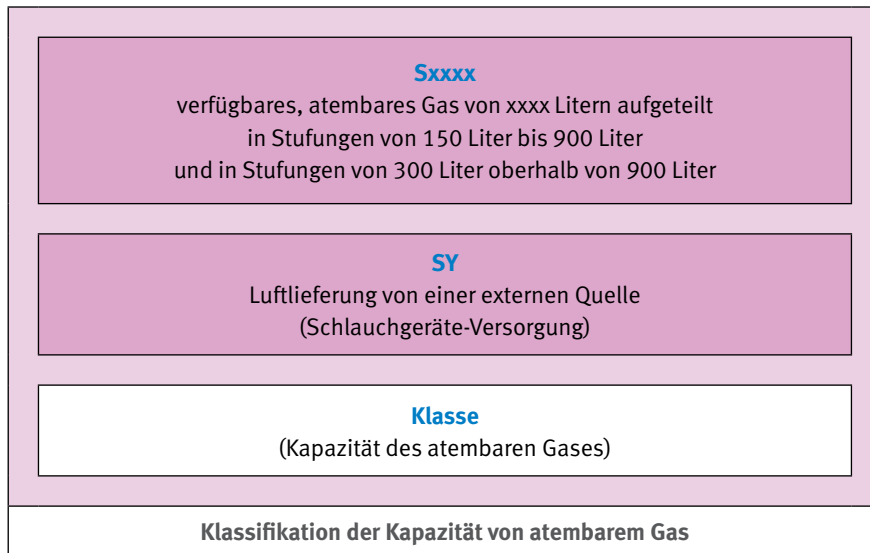 Sxxxx
verfügbares, atembares Gas von xxxx Litern aufgeteilt
in Stufungen von 150 Liter bis 900 Liter
und in Stufungen von 300 Liter oberhalb von 900 Liter
SY
Luftlieferung von einer externen Quelle
(Schlauchgeräte-Versorgung)
Klasse
(Kapazität des atembaren Gases)
Klassifikation der Kapazität von atembarem Gas